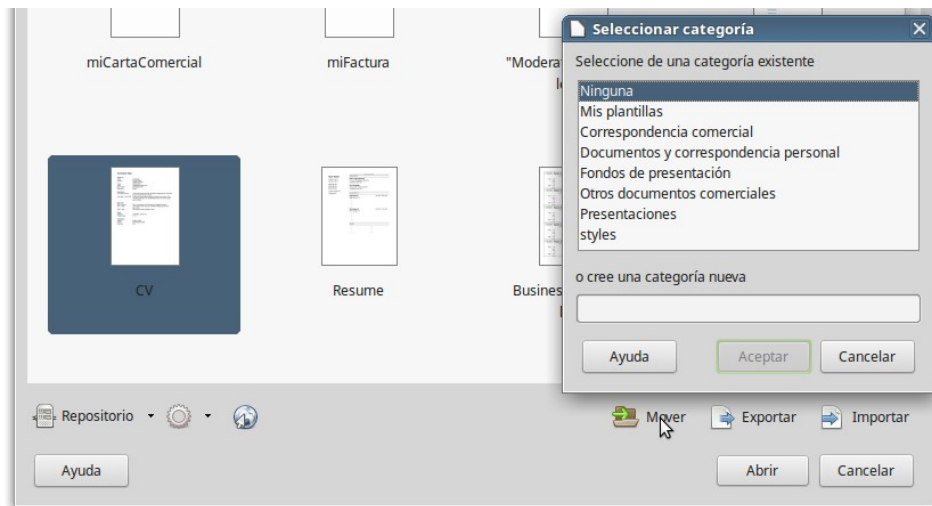 miCartaComercial
miFactura
"Modera
CV
Resume
Busines
Seleccionar categoría
Seleccione de una categoría existente
Ninguna
Mis plantillas
Correspondencia comercial
Documentos y correspondencia personal
Fondos de presentación
Otros documentos comerciales
Presentaciones
styles
o cree una categoría nueva
Ayuda Aceptar Cancelar
Repositorio Mover Exportar Importar
Ayuda Abrir Cancelar